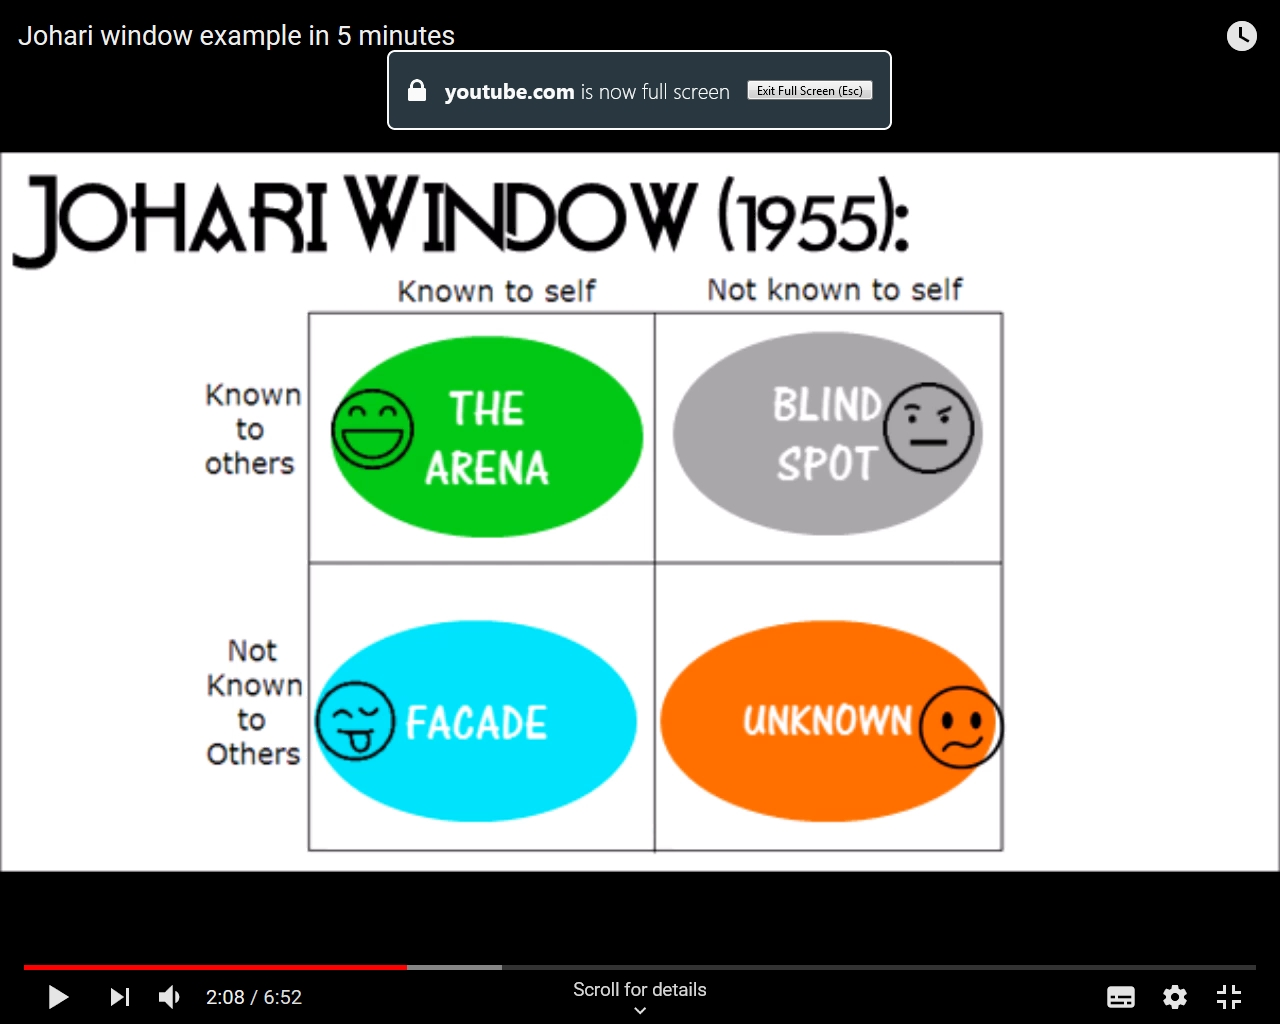 Johari window example in 5 minutes
youtube.com is now full screen Exit Full Screen (Esc)
JOHARI WINDOW (1955):
Known to self
Not known to self
Known
to
others
THE
ARENA
BLIND
SPOT
Not
Known
to
Others
FACADE
UNKNOWN
2:08 / 6:52
Scroll for details